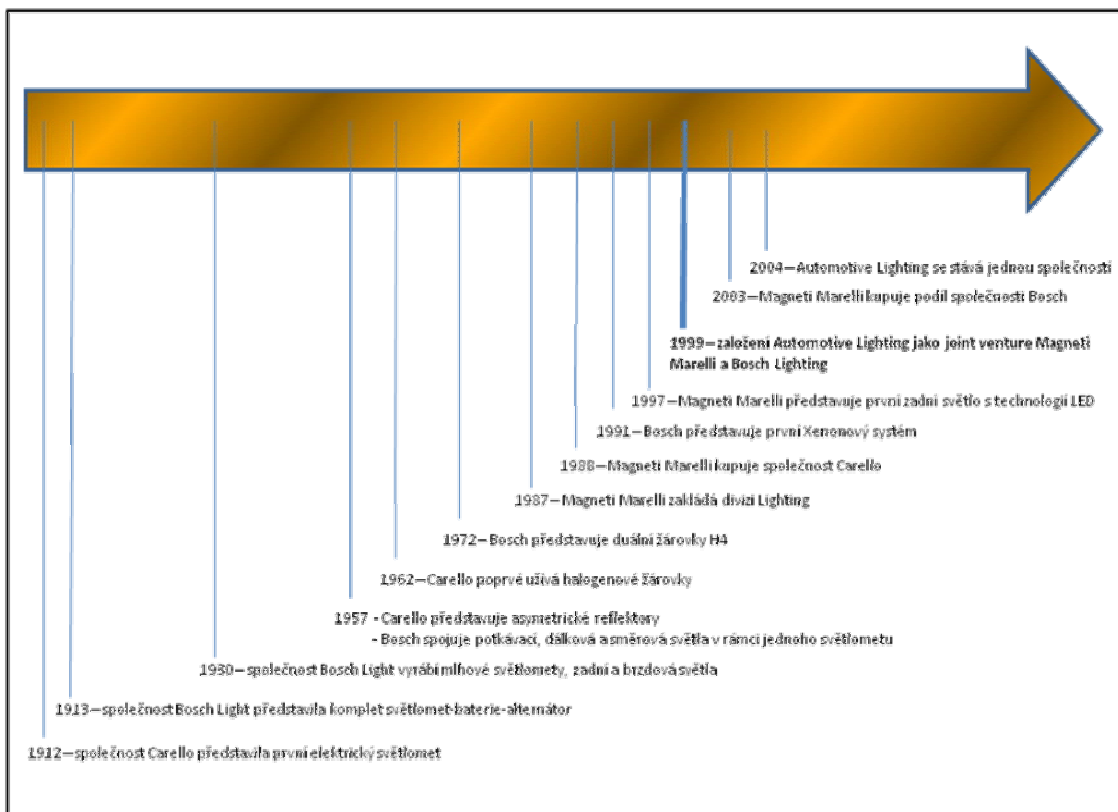 2004–Automotive Lighting se stává jednou společností
2003–Magneti Marelli kupuje podíl společnosti Bosch
1999–založení Automotive Lighting jako joint venture Magneti
Marelli a Bosch Lighting
1997–Magneti Marelli představuje první zadní světlo s technologií LED
1991–Bosch představuje první Xenonový systém
1988–Magneti Marelli kupuje společnost Carello
1987–Magneti Marelli zakládá divizi Lighting
1972–Bosch představuje duální žárovky H4
1962–Carello poprvé užívá halogenové žárovky
1957 - Carello představuje asymetrické reflektory
- Bosch spojuje potkávací, dálková a směrová světla v rámci jednoho světlometu
1930–společnost Bosch Light vyrábí mlhové světlomety, zadní a brzdová světla
1913–společnost Bosch Light představila komplet světlomet-baterie-alternátor
1912–společnost Carello představila první elektrický světlomet